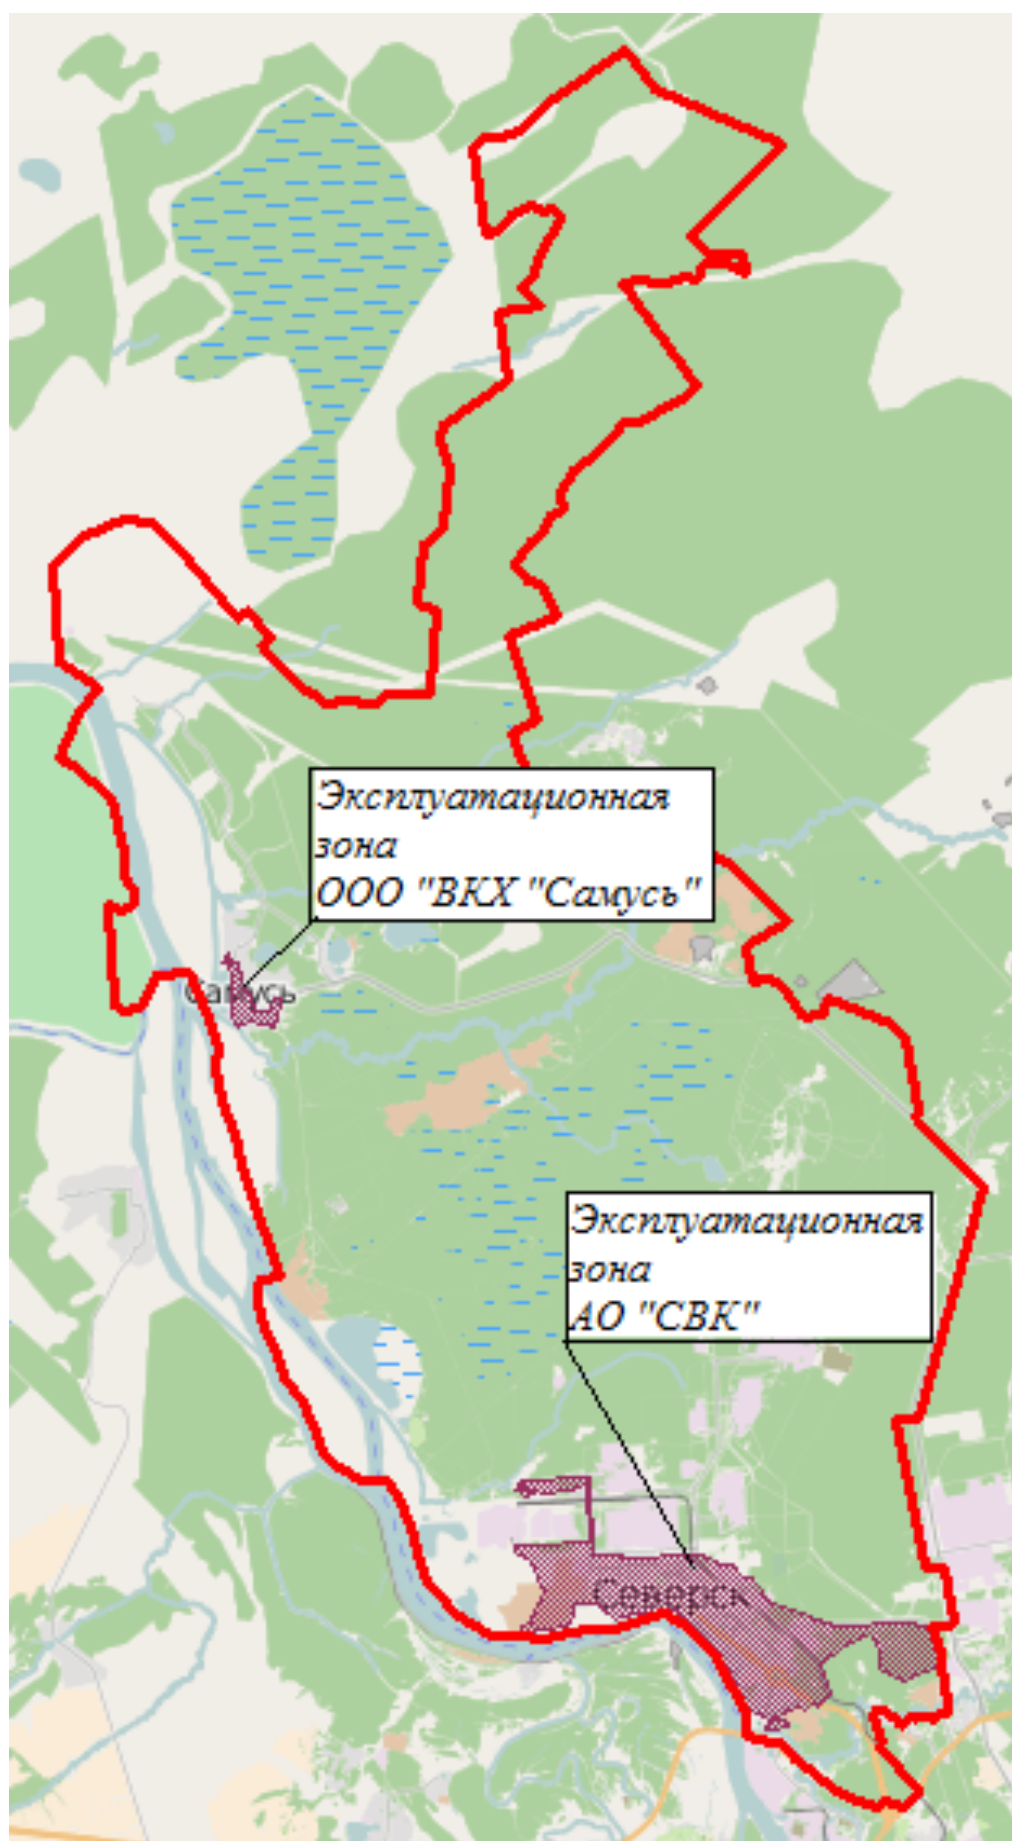 Эксплуатационная
зона
ООО "ВКХ "Самусь"
Самусь
Эксплуатационная
зона
АО "СВК"
Северск